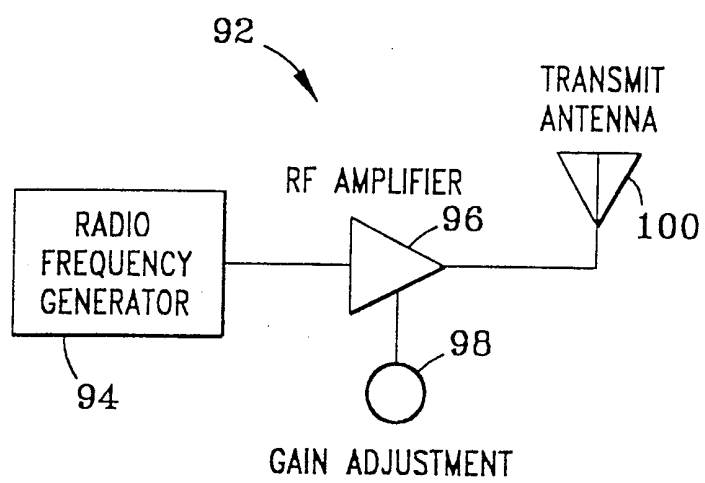 92
TRANSMIT
ANTENNA
RF AMPLIFIER
96
100
RADIO
FREQUENCY
GENERATOR
94
98
GAIN ADJUSTMENT